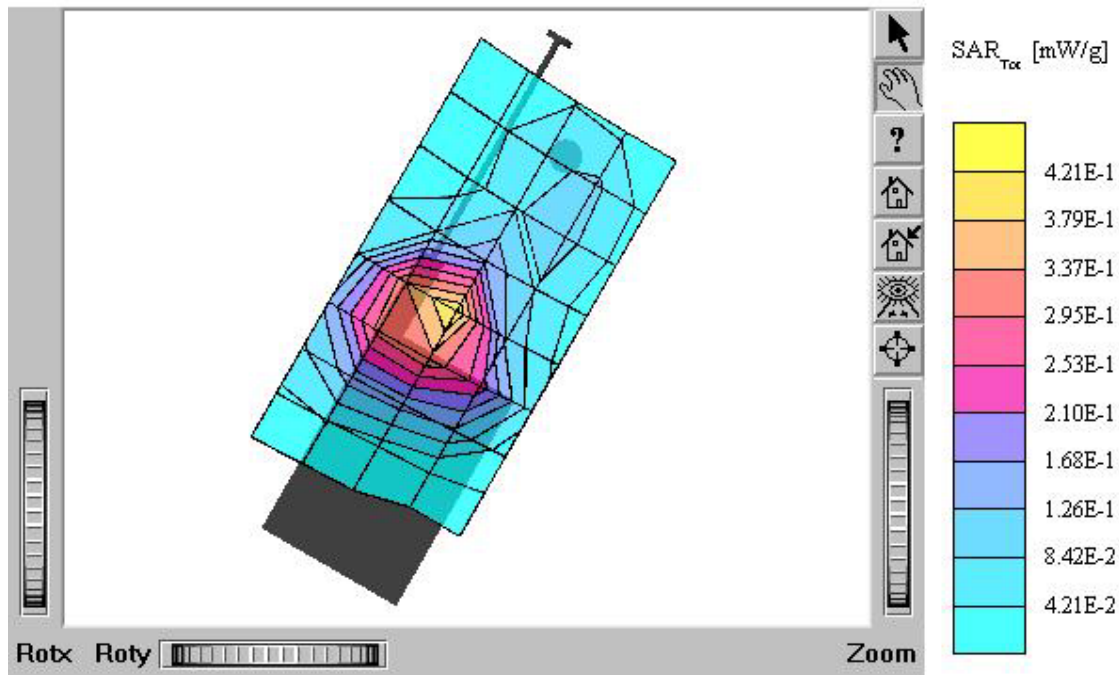 SAR_Tot [mW/g]
?
4.21E-1
3.79E-1
3.37E-1
2.95E-1
2.53E-1
2.10E-1
1.68E-1
1.26E-1
8.42E-2
4.21E-2
Rotx Roty Zoom